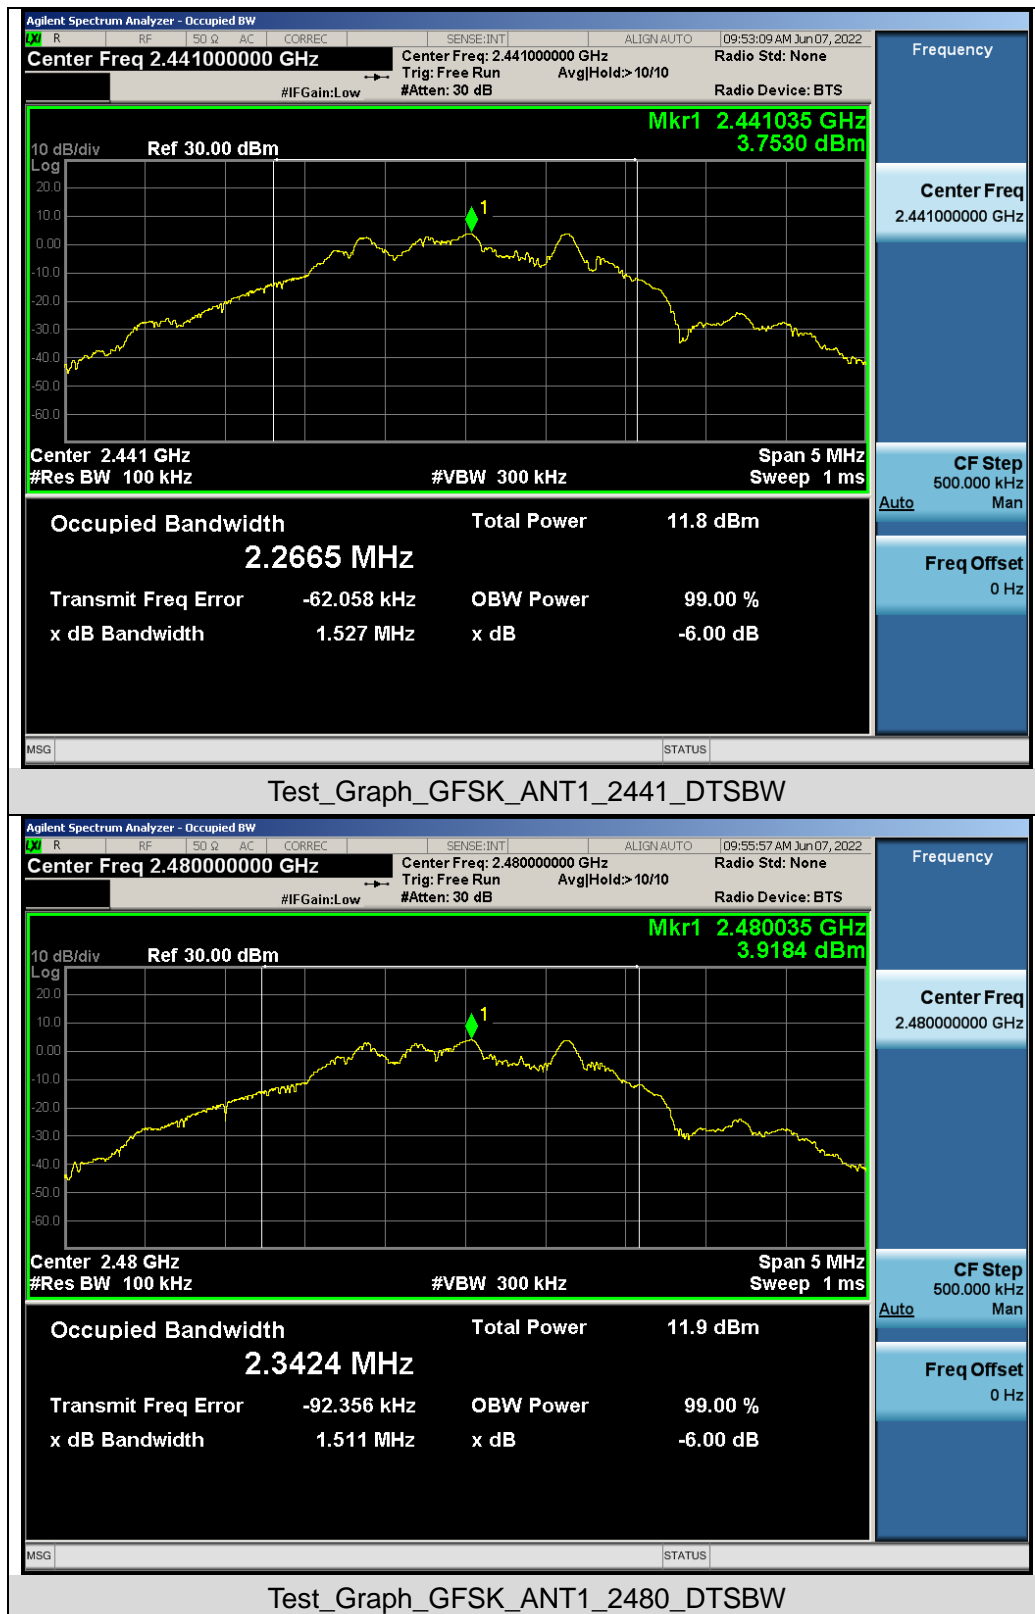 Agilent Spectrum Analyzer - Occupied BW
LXI R RF 50 Ω AC CORREC SENSE:INT ALIGN AUTO 09:53:09 AM Jun 07, 2022
Center Freq 2.441000000 GHz Center Freq: 2.441000000 GHz Radio Std: None
Trig: Free Run Avg|Hold:> 10/10
#IFGain:Low #Atten: 30 dB Radio Device: BTS
Frequency
Mkr1 2.441035 GHz
3.7530 dBm
10 dB/div Ref 30.00 dBm
Log
20.0
10.0
0.00
-10.0
-20.0
-30.0
-40.0
-50.0
-60.0
1
Center 2.441 GHz Span 5 MHz
#Res BW 100 kHz #VBW 300 kHz Sweep 1 ms
Center Freq
2.441000000 GHz
CF Step
500.000 kHz
Auto Man
Freq Offset
0 Hz
Occupied Bandwidth Total Power 11.8 dBm
2.2665 MHz
Transmit Freq Error -62.058 kHz OBW Power 99.00 %
x dB Bandwidth 1.527 MHz x dB -6.00 dB
MSG STATUS
Test_Graph_GFSK_ANT1_2441_DTSBW
Agilent Spectrum Analyzer - Occupied BW
LXI R RF 50 Ω AC CORREC SENSE:INT ALIGN AUTO 09:55:57 AM Jun 07, 2022
Center Freq 2.480000000 GHz Center Freq: 2.480000000 GHz Radio Std: None
Trig: Free Run Avg|Hold:> 10/10
#IFGain:Low #Atten: 30 dB Radio Device: BTS
Frequency
Mkr1 2.480035 GHz
3.9184 dBm
10 dB/div Ref 30.00 dBm
Log
20.0
10.0
0.00
-10.0
-20.0
-30.0
-40.0
-50.0
-60.0
1
Center 2.48 GHz Span 5 MHz
#Res BW 100 kHz #VBW 300 kHz Sweep 1 ms
Center Freq
2.480000000 GHz
CF Step
500.000 kHz
Auto Man
Freq Offset
0 Hz
Occupied Bandwidth Total Power 11.9 dBm
2.3424 MHz
Transmit Freq Error -92.356 kHz OBW Power 99.00 %
x dB Bandwidth 1.511 MHz x dB -6.00 dB
MSG STATUS
Test_Graph_GFSK_ANT1_2480_DTSBW